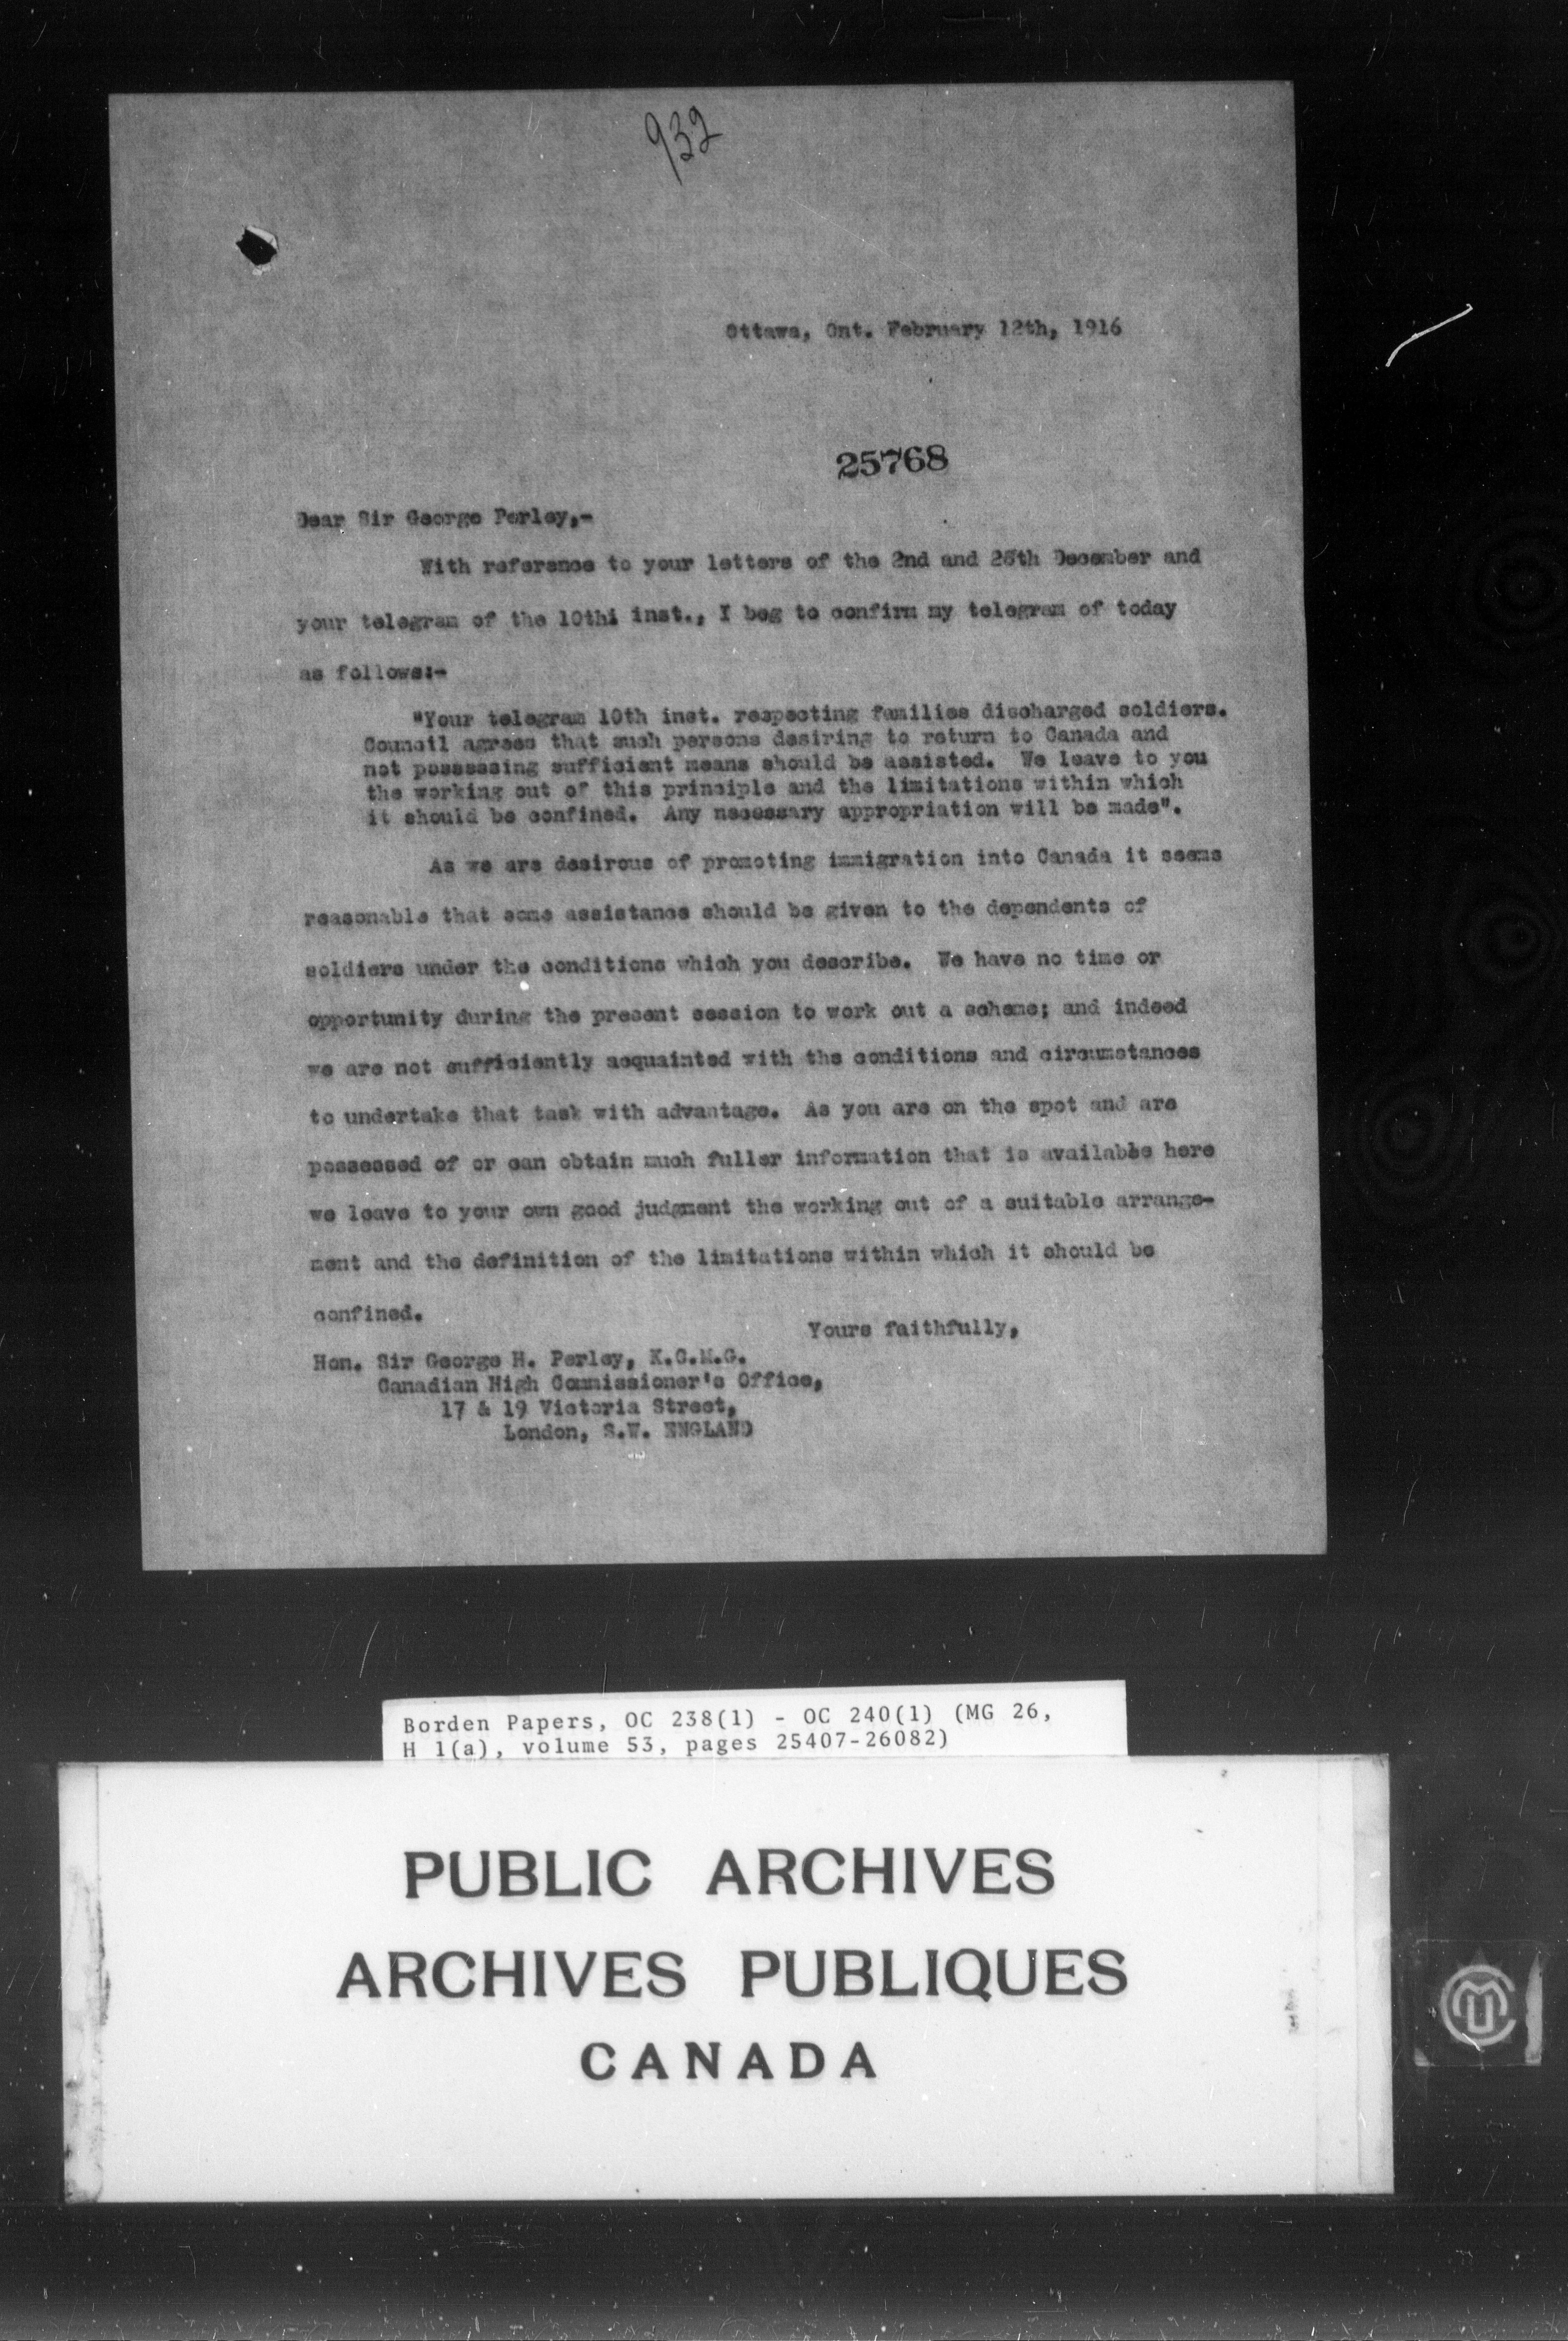 932
Ottawa, Ont. February 12th, 1916
25768
Dear Sir George Perley,-
With reference to your letters of the 2nd and 28th December and
your telegram of the 10thi inst., I beg to confirm my telegram of today
as follows:-
"Your telegram 10th inst. respecting families discharged soldiers.
Council agrees that such persons desiring to return to Canada and
not possessing sufficient means should be assisted. We leave to you
the working out of this principle and the limitations within which
it should be confined. Any necessary appropriation will be made".
As we are desirous of promoting immigration into Canada it seems
reasonable that some assistance should be given to the dependents of
soldiers under the conditions which you describe. We have no time or
opportunity during the present session to work out a scheme; and indeed
we are not sufficiently acquainted with the conditions and circumstances
to undertake that task with advantage. As you are on the spot and are
possessed of or can obtain much fuller information that is available here
we leave to your own good judgment the working out of a suitable arrange-
ment and the definition of the limitations within which it should be
confined.
Yours faithfully,
Hon. Sir George H. Perley, K.C.M.G.
Canadian High Commissioner's Office,
17 & 19 Victoria Street,
London, S.W. ENGLAND
Borden Papers, OC 238(1) - OC 240(1) (MG 26,
H 1(a), volume 53, pages 25407-26082)
PUBLIC ARCHIVES
ARCHIVES PUBLIQUES
CANADA